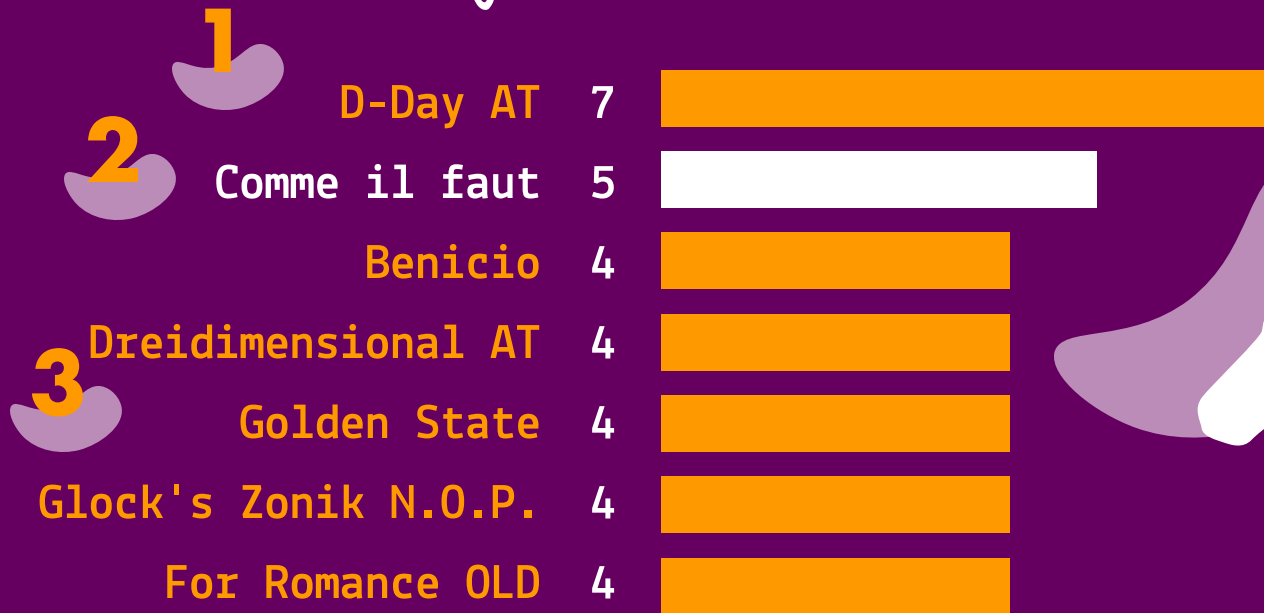 1
D-Day AT 7
2
Comme il faut 5
Benicio 4
Dreidimensional AT 4
3
Golden State 4
Glock's Zonik N.O.P. 4
For Romance OLD 4